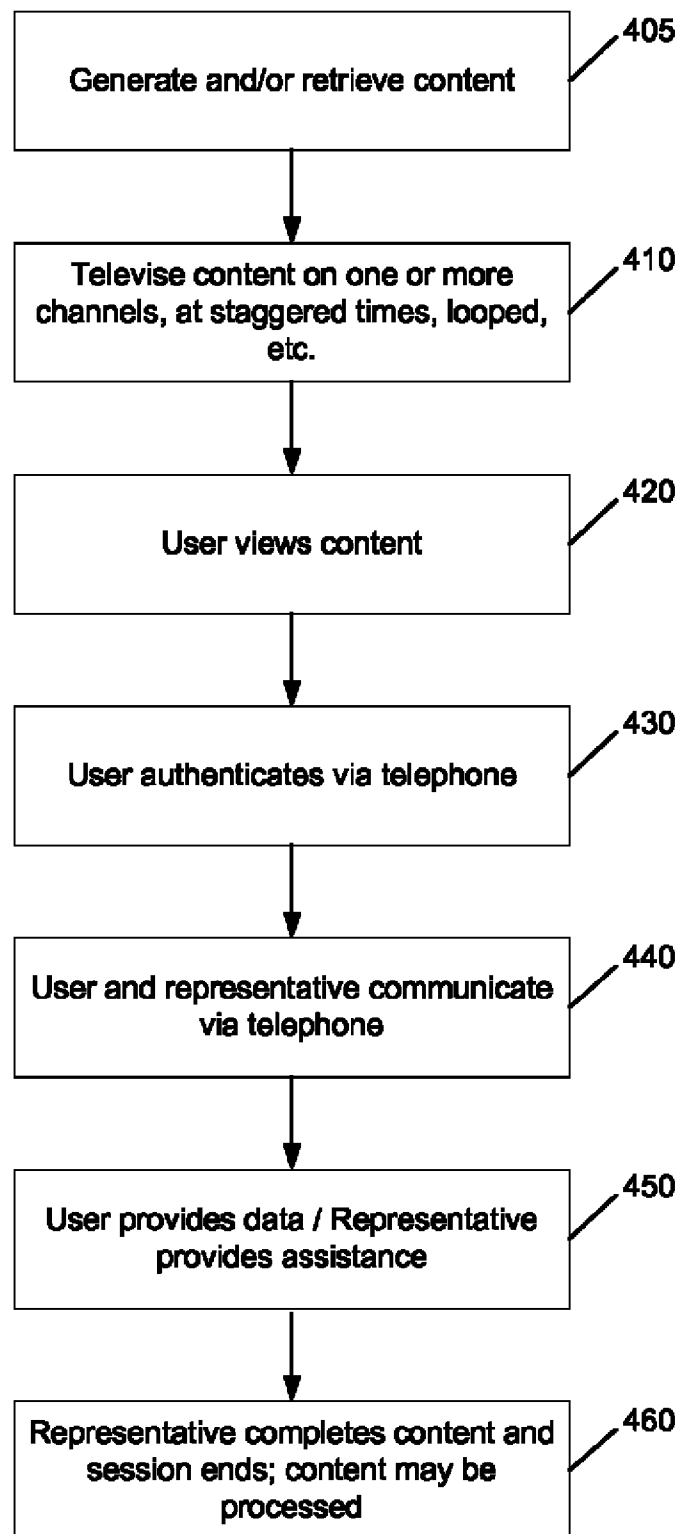 405
Generate and/or retrieve content
410
Televise content on one or more
channels, at staggered times, looped,
etc.
420
User views content
430
User authenticates via telephone
440
User and representative communicate
via telephone
450
User provides data / Representative
provides assistance
460
Representative completes content and
session ends; content may be
processed